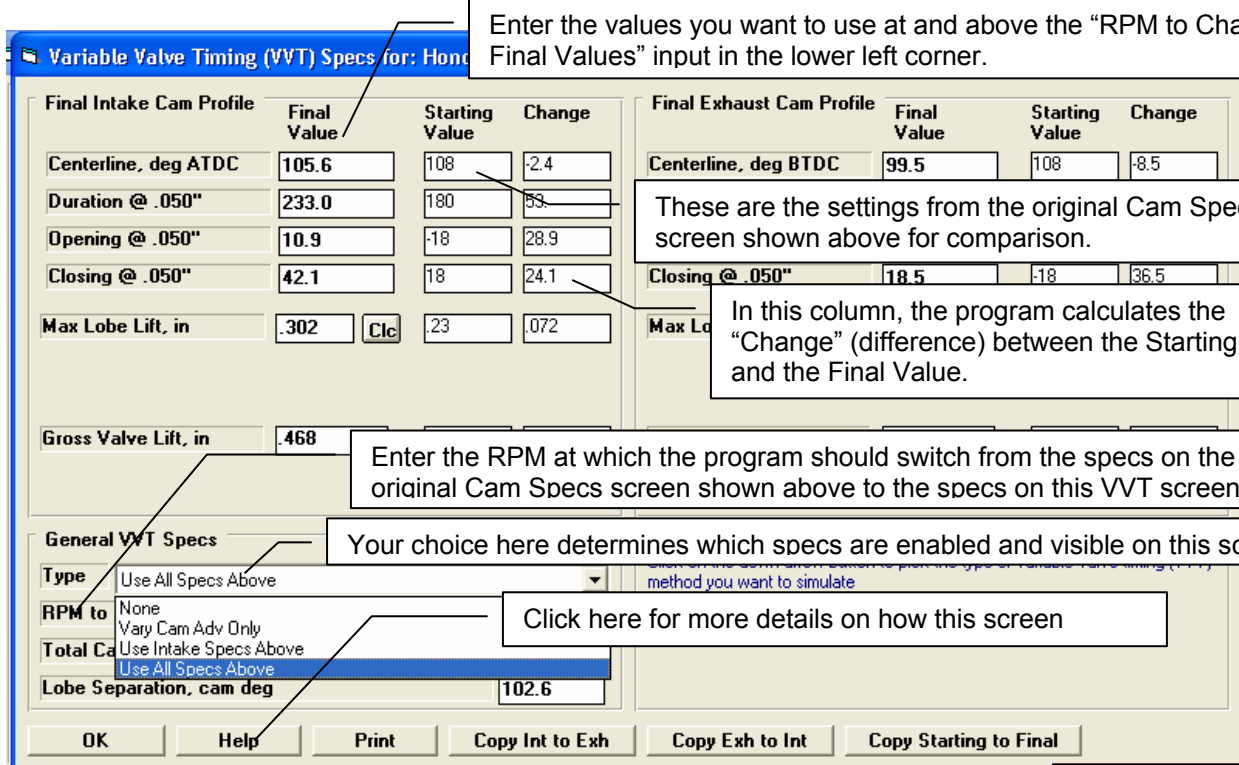 Enter the values you want to use at and above the “RPM to Cha
Final Values” input in the lower left corner.
Variable Valve Timing (VVT) Specs for: Hond
Final Intake Cam Profile
Final Value
Starting Value
Change
Centerline, deg ATDC 105.6 108 -2.4
Duration @ .050" 233.0 180 53.
Opening @ .050" 10.9 -18 28.9
Closing @ .050" 42.1 18 24.1
Max Lobe Lift, in .302 Clc .23 .072
Gross Valve Lift, in .468
Final Exhaust Cam Profile
Final Value
Starting Value
Change
Centerline, deg BTDC 99.5 108 -8.5
These are the settings from the original Cam Spec
screen shown above for comparison.
Closing @ .050" 18.5 -18 36.5
Max Lo
In this column, the program calculates the
“Change” (difference) between the Starting
and the Final Value.
Enter the RPM at which the program should switch from the specs on the
original Cam Specs screen shown above to the specs on this VVT screen
General VVT Specs
Your choice here determines which specs are enabled and visible on this sc
Type Use All Specs Above
method you want to simulate
RPM to
None
Vary Cam Adv Only
Total Ca
Use Intake Specs Above
Use All Specs Above
Click here for more details on how this screen
Lobe Separation, cam deg 102.6
OK Help Print Copy Int to Exh Copy Exh to Int Copy Starting to Final